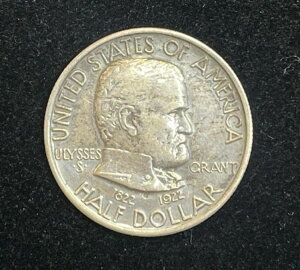 UNITED STATES OF AMERICA
ULYSSES
·S·
GRANT
1822
1922
HALF DOLLAR